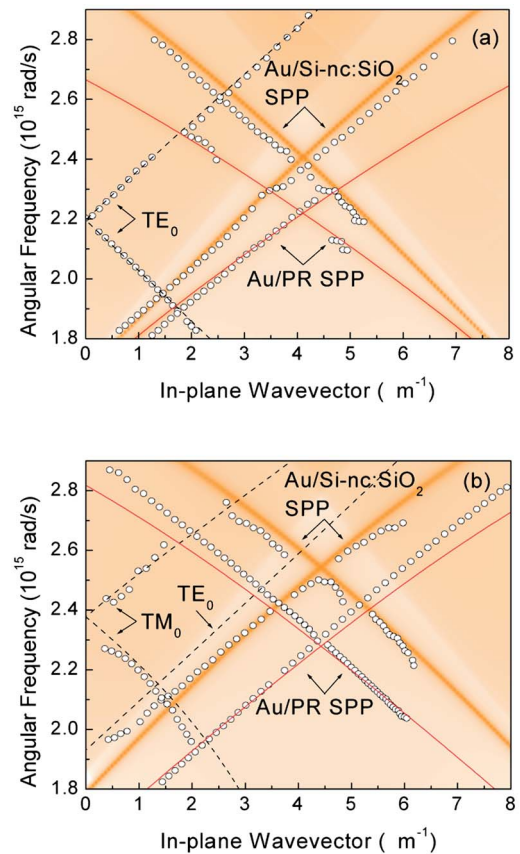 (a)
Au/Si-nc:SiO2
SPP
TE0
Au/PR SPP
Angular Frequency (10^15 rad/s)
2.8
2.6
2.4
2.2
2.0
1.8
0 1 2 3 4 5 6 7 8
In-plane Wavevector ( m^-1)
(b)
Au/Si-nc:SiO2
SPP
TE0
TM0
Au/PR SPP
Angular Frequency (10^15 rad/s)
2.8
2.6
2.4
2.2
2.0
1.8
0 1 2 3 4 5 6 7 8
In-plane Wavevector ( m^-1)